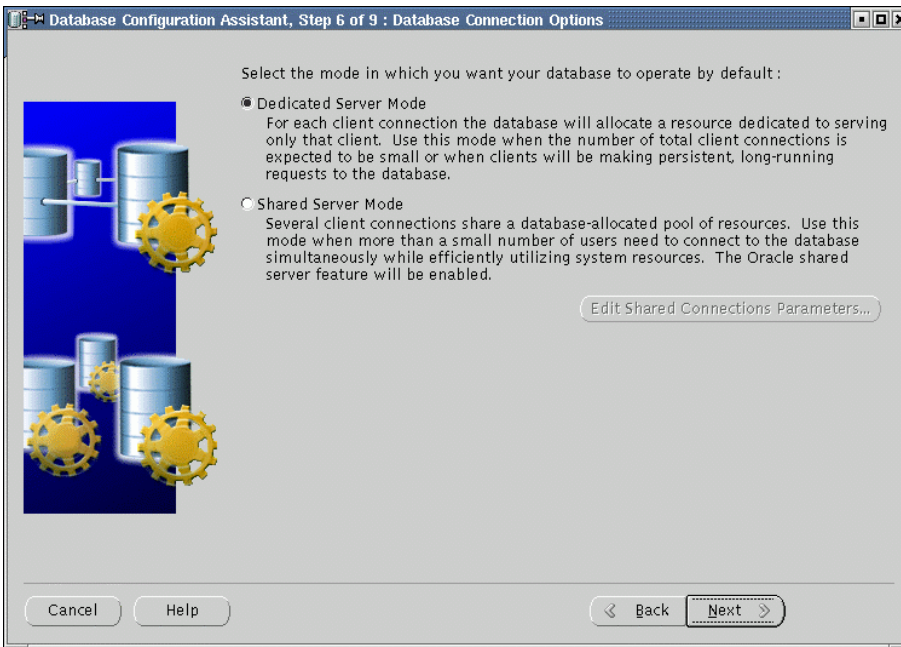 Database Configuration Assistant, Step 6 of 9 : Database Connection Options
Select the mode in which you want your database to operate by default :
Dedicated Server Mode
For each client connection the database will allocate a resource dedicated to serving
only that client.  Use this mode when the number of total client connections is
expected to be small or when clients will be making persistent, long-running
requests to the database.
Shared Server Mode
Several client connections share a database-allocated pool of resources.  Use this
mode when more than a small number of users need to connect to the database
simultaneously while efficiently utilizing system resources.  The Oracle shared
server feature will be enabled.
Edit Shared Connections Parameters...
Cancel
Help
Back
Next